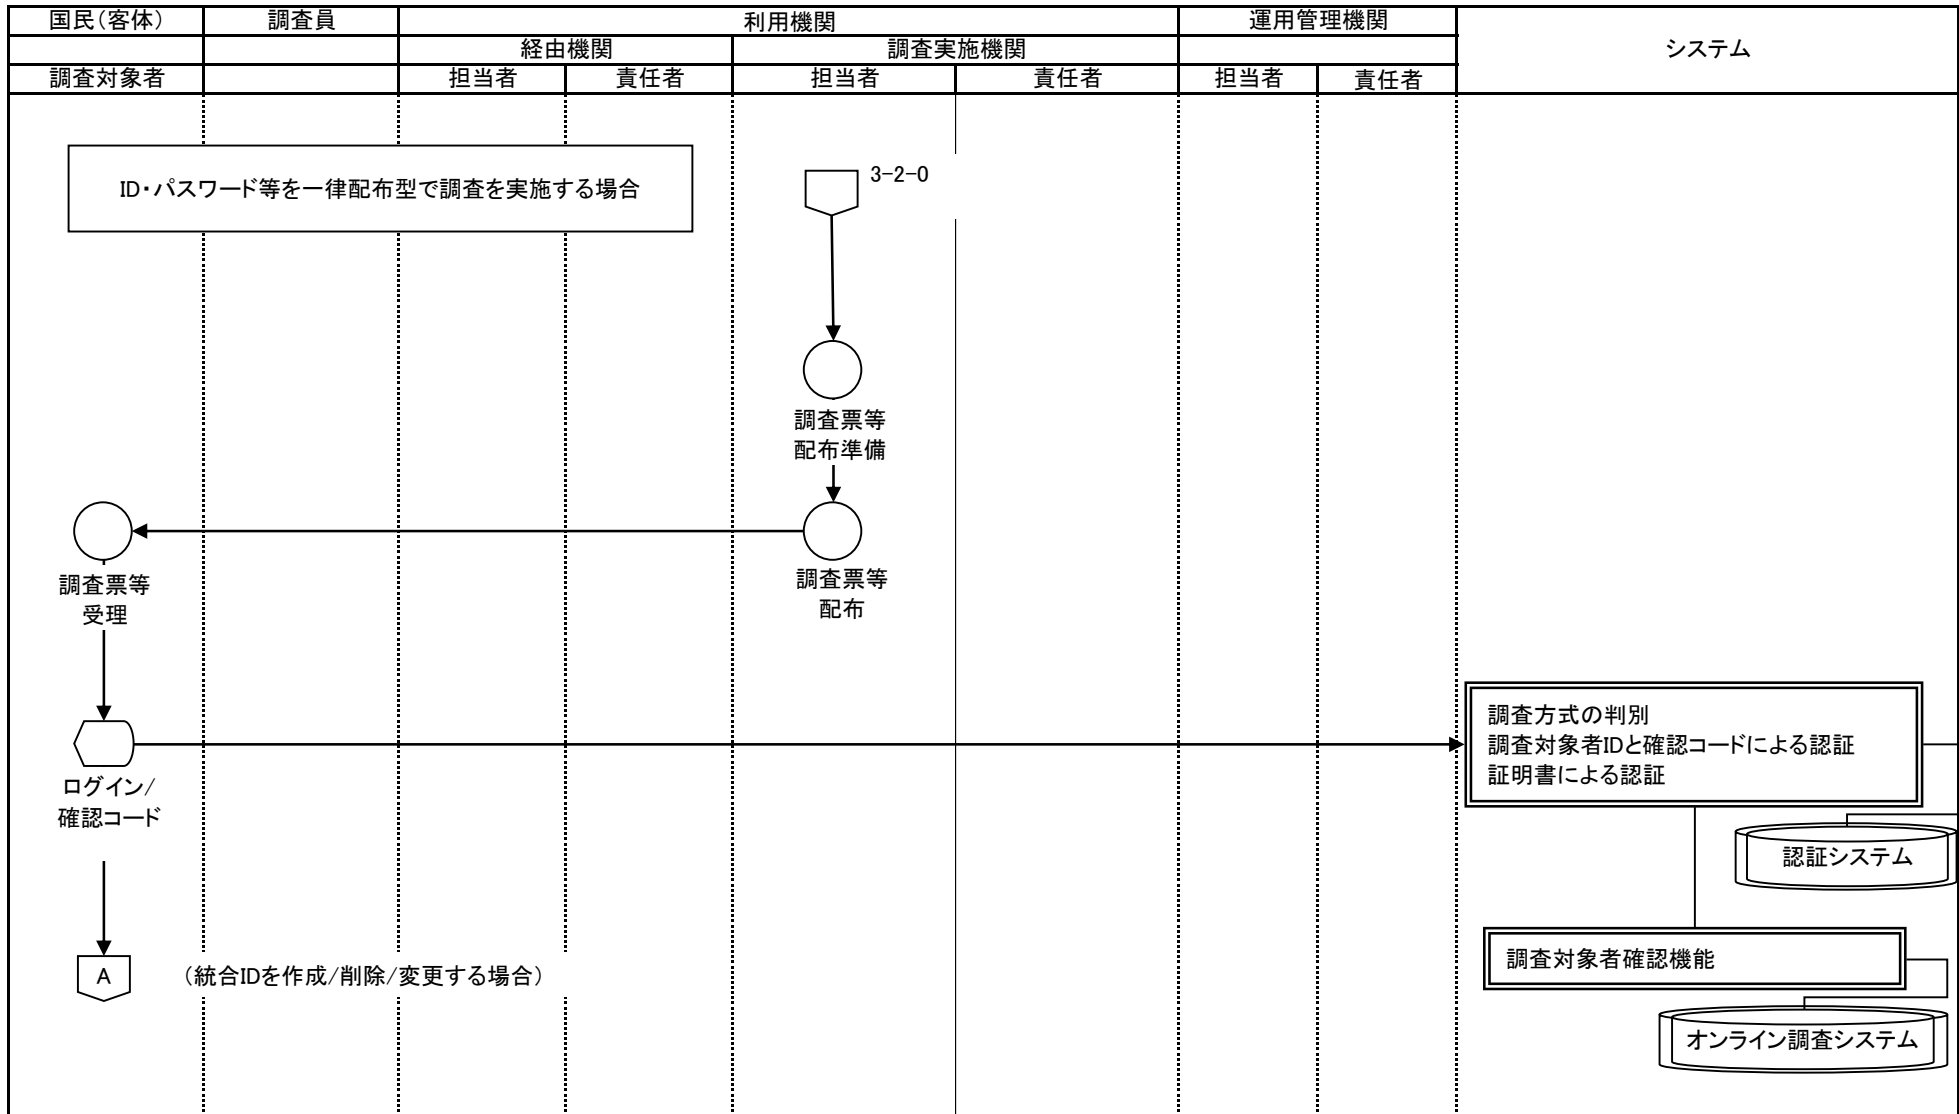 国民（客体）
調査員
利用機関
運用管理機関
システム
経由機関
調査実施機関
調査対象者
担当者
責任者
担当者
責任者
担当者
責任者
ID・パスワード等を一律配布型で調査を実施する場合
3-2-0
調査票等
配布準備
調査票等
受理
調査票等
配布
調査方式の判別
調査対象者IDと確認コードによる認証
証明書による認証
ログイン/
確認コード
認証システム
A
（統合IDを作成/削除/変更する場合）
調査対象者確認機能
オンライン調査システム